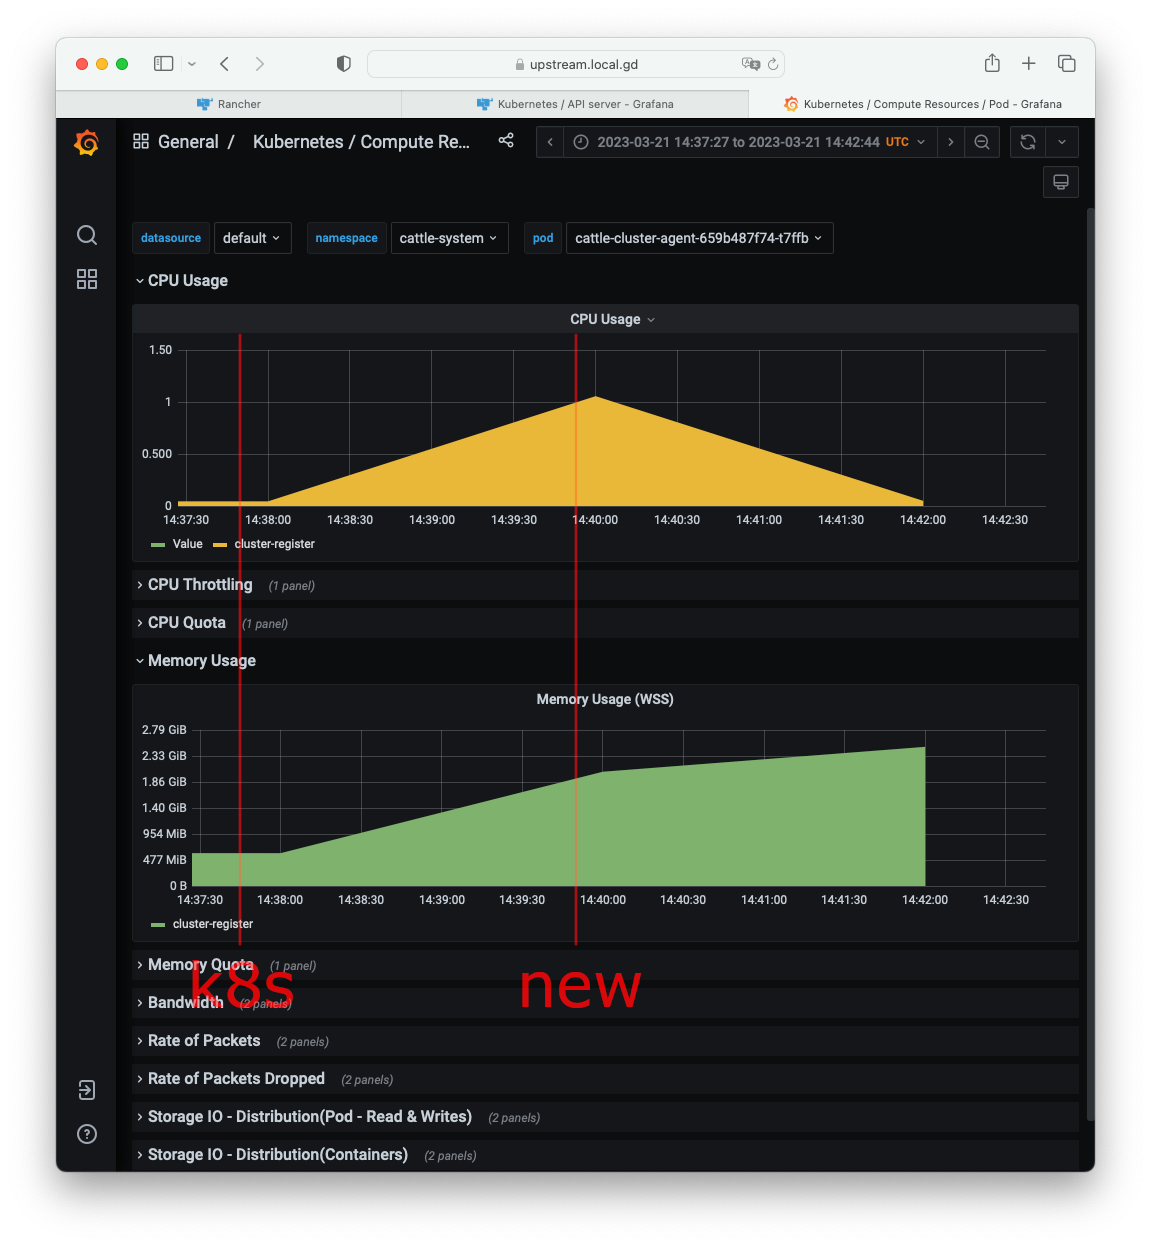 upstream.local.gd
Rancher
Kubernetes / API server - Grafana
Kubernetes / Compute Resources / Pod - Grafana
General / Kubernetes / Compute Re...
2023-03-21 14:37:27 to 2023-03-21 14:42:44 UTC
datasource default namespace cattle-system pod cattle-cluster-agent-659b487f74-t7ffb
CPU Usage
CPU Usage
1.50
1
0.500
0
14:37:30 14:38:00 14:38:30 14:39:00 14:39:30 14:40:00 14:40:30 14:41:00 14:41:30 14:42:00 14:42:30
Value cluster-register
CPU Throttling (1 panel)
CPU Quota (1 panel)
Memory Usage
Memory Usage (WSS)
2.79 GiB
2.33 GiB
1.86 GiB
1.40 GiB
954 MiB
477 MiB
0 B
14:37:30 14:38:00 14:38:30 14:39:00 14:39:30 14:40:00 14:40:30 14:41:00 14:41:30 14:42:00 14:42:30
cluster-register
Memory Quota (1 panel)
k8s new
Bandwidth (2 panels)
Rate of Packets (2 panels)
Rate of Packets Dropped (2 panels)
Storage IO - Distribution(Pod - Read & Writes) (2 panels)
Storage IO - Distribution(Containers) (2 panels)